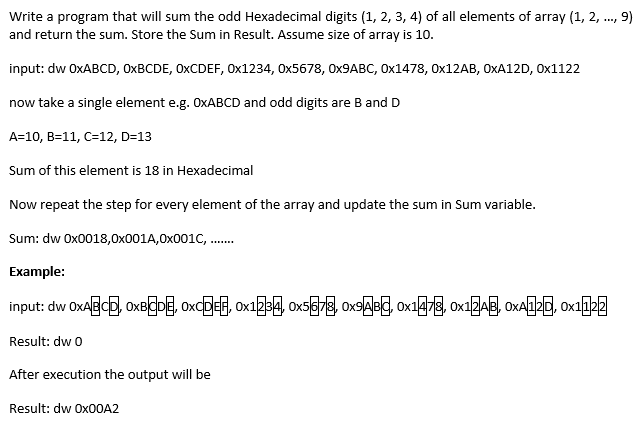 Write a program that will sum the odd Hexadecimal digits (1, 2, 3, 4) of all elements of array (1, 2, ..., 9)
and return the sum. Store the Sum in Result. Assume size of array is 10.
input: dw 0xABCD, 0xBCDE, 0xCDEF, 0x1234, 0x5678, 0x9ABC, 0x1478, 0x12AB, 0xA12D, 0x1122
now take a single element e.g. 0xABCD and odd digits are B and D
A=10, B=11, C=12, D=13
Sum of this element is 18 in Hexadecimal
Now repeat the step for every element of the array and update the sum in Sum variable.
Sum: dw 0x0018,0x001A,0x001C, .......
Example:
input: dw 0xABCD, 0xBCDE, 0xCDEF, 0x1234, 0x5678, 0x9ABC, 0x1478, 0x12AB, 0xA12D, 0x1122
Result: dw 0
After execution the output will be
Result: dw 0x00A2